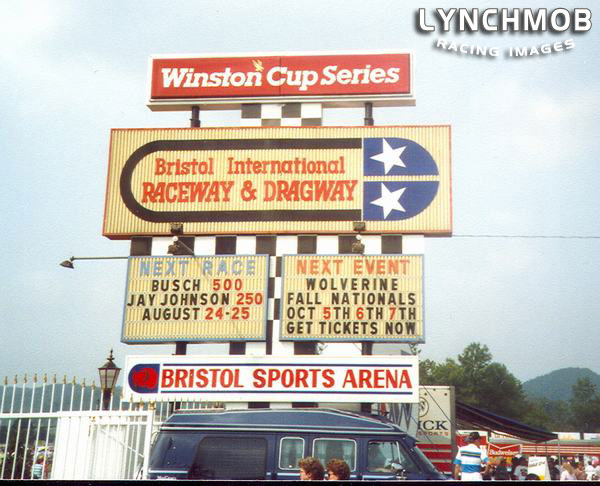 LYNCHMOB
RACING IMAGES
Winston Cup Series
Bristol International
RACEWAY & DRAGWAY
NEXT RACE
BUSCH 500
JAY JOHNSON 250
AUGUST 24-25
NEXT EVENT
WOLVERINE
FALL NATIONALS
OCT 5TH 6TH 7TH
GET TICKETS NOW
BRISTOL SPORTS ARENA
Budweiser